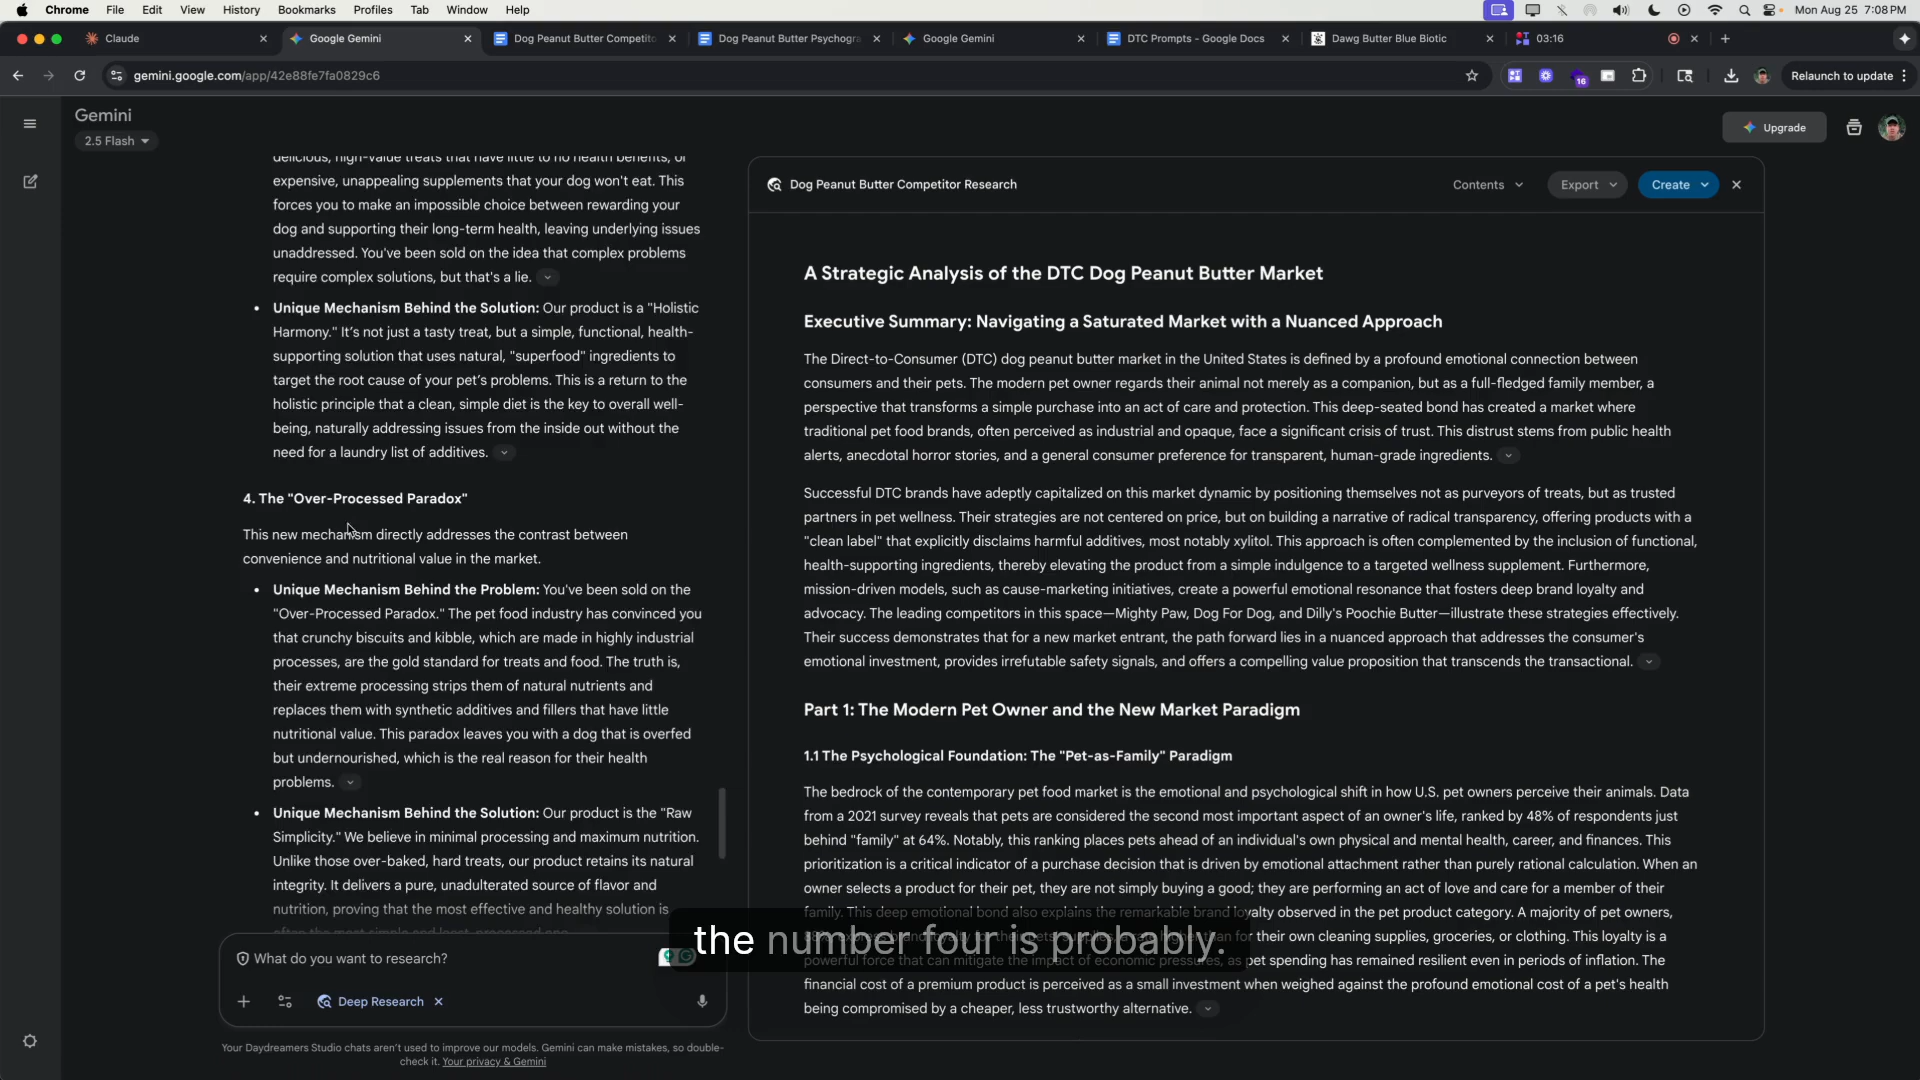 Chrome File Edit View History Bookmarks Profiles Tab Window Help
Mon Aug 25 7:08 PM
Claude
Google Gemini
Dog Peanut Butter Competito
Dog Peanut Butter Psychogra
Google Gemini
DTC Prompts - Google Docs
Dawg Butter Blue Biotic
03:16
gemini.google.com/app/42e88fe7fa0829c6
16
Relaunch to update
Gemini
2.5 Flash
Upgrade
delicious, high-value treats that have little to no health benefits, or
expensive, unappealing supplements that your dog won't eat. This
forces you to make an impossible choice between rewarding your
dog and supporting their long-term health, leaving underlying issues
unaddressed. You've been sold on the idea that complex problems
require complex solutions, but that's a lie.
• Unique Mechanism Behind the Solution: Our product is a "Holistic
Harmony." It's not just a tasty treat, but a simple, functional, health-
supporting solution that uses natural, "superfood" ingredients to
target the root cause of your pet's problems. This is a return to the
holistic principle that a clean, simple diet is the key to overall well-
being, naturally addressing issues from the inside out without the
need for a laundry list of additives.
4. The "Over-Processed Paradox"
This new mechanism directly addresses the contrast between
convenience and nutritional value in the market.
• Unique Mechanism Behind the Problem: You've been sold on the
"Over-Processed Paradox." The pet food industry has convinced you
that crunchy biscuits and kibble, which are made in highly industrial
processes, are the gold standard for treats and food. The truth is,
their extreme processing strips them of natural nutrients and
replaces them with synthetic additives and fillers that have little
nutritional value. This paradox leaves you with a dog that is overfed
but undernourished, which is the real reason for their health
problems.
• Unique Mechanism Behind the Solution: Our product is the "Raw
Simplicity." We believe in minimal processing and maximum nutrition.
Unlike those over-baked, hard treats, our product retains its natural
integrity. It delivers a pure, unadulterated source of flavor and
nutrition, proving that the most effective and healthy solution is
often the most simple and least processed one.
What do you want to research?
Deep Research
Your Daydreamers Studio chats aren't used to improve our models. Gemini can make mistakes, so double-
check it. Your privacy & Gemini
Dog Peanut Butter Competitor Research
Contents
Export
Create
A Strategic Analysis of the DTC Dog Peanut Butter Market
Executive Summary: Navigating a Saturated Market with a Nuanced Approach
The Direct-to-Consumer (DTC) dog peanut butter market in the United States is defined by a profound emotional connection between
consumers and their pets. The modern pet owner regards their animal not merely as a companion, but as a full-fledged family member, a
perspective that transforms a simple purchase into an act of care and protection. This deep-seated bond has created a market where
traditional pet food brands, often perceived as industrial and opaque, face a significant crisis of trust. This distrust stems from public health
alerts, anecdotal horror stories, and a general consumer preference for transparent, human-grade ingredients.
Successful DTC brands have adeptly capitalized on this market dynamic by positioning themselves not as purveyors of treats, but as trusted
partners in pet wellness. Their strategies are not centered on price, but on building a narrative of radical transparency, offering products with a
"clean label" that explicitly disclaims harmful additives, most notably xylitol. This approach is often complemented by the inclusion of functional,
health-supporting ingredients, thereby elevating the product from a simple indulgence to a targeted wellness supplement. Furthermore,
mission-driven models, such as cause-marketing initiatives, create a powerful emotional resonance that fosters deep brand loyalty and
advocacy. The leading competitors in this space—Mighty Paw, Dog For Dog, and Dilly's Poochie Butter—illustrate these strategies effectively.
Their success demonstrates that for a new market entrant, the path forward lies in a nuanced approach that addresses the consumer's
emotional investment, provides irrefutable safety signals, and offers a compelling value proposition that transcends the transactional.
Part 1: The Modern Pet Owner and the New Market Paradigm
1.1 The Psychological Foundation: The "Pet-as-Family" Paradigm
The bedrock of the contemporary pet food market is the emotional and psychological shift in how U.S. pet owners perceive their animals. Data
from a 2021 survey reveals that pets are considered the second most important aspect of an owner's life, ranked by 48% of respondents just
behind "family" at 64%. Notably, this ranking places pets ahead of an individual's own physical and mental health, career, and finances. This
prioritization is a critical indicator of a purchase decision that is driven by emotional attachment rather than purely rational calculation. When an
owner selects a product for their pet, they are not simply buying a good; they are performing an act of love and care for a member of their
family. This deep emotional bond also explains the remarkable brand loyalty observed in the pet product category. A majority of pet owners,
for their own cleaning supplies, groceries, or clothing. This loyalty is a
powerful force that can mitigate the impact of economic pressures, as pet spending has remained resilient even in periods of inflation. The
financial cost of a premium product is perceived as a small investment when weighed against the profound emotional cost of a pet's health
being compromised by a cheaper, less trustworthy alternative.
the number four is probably.